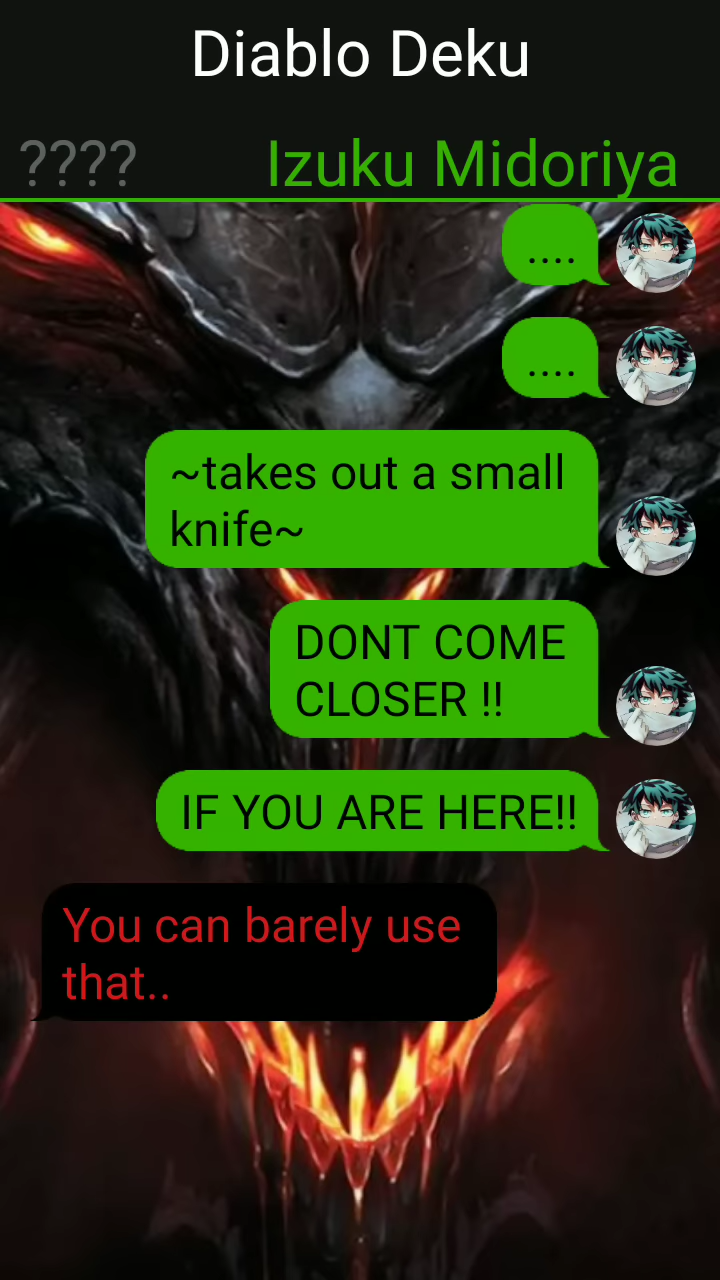 Diablo Deku
???? Izuku Midoriya
....
....
~takes out a small
knife~
DONT COME
CLOSER !!
IF YOU ARE HERE!!
You can barely use
that..